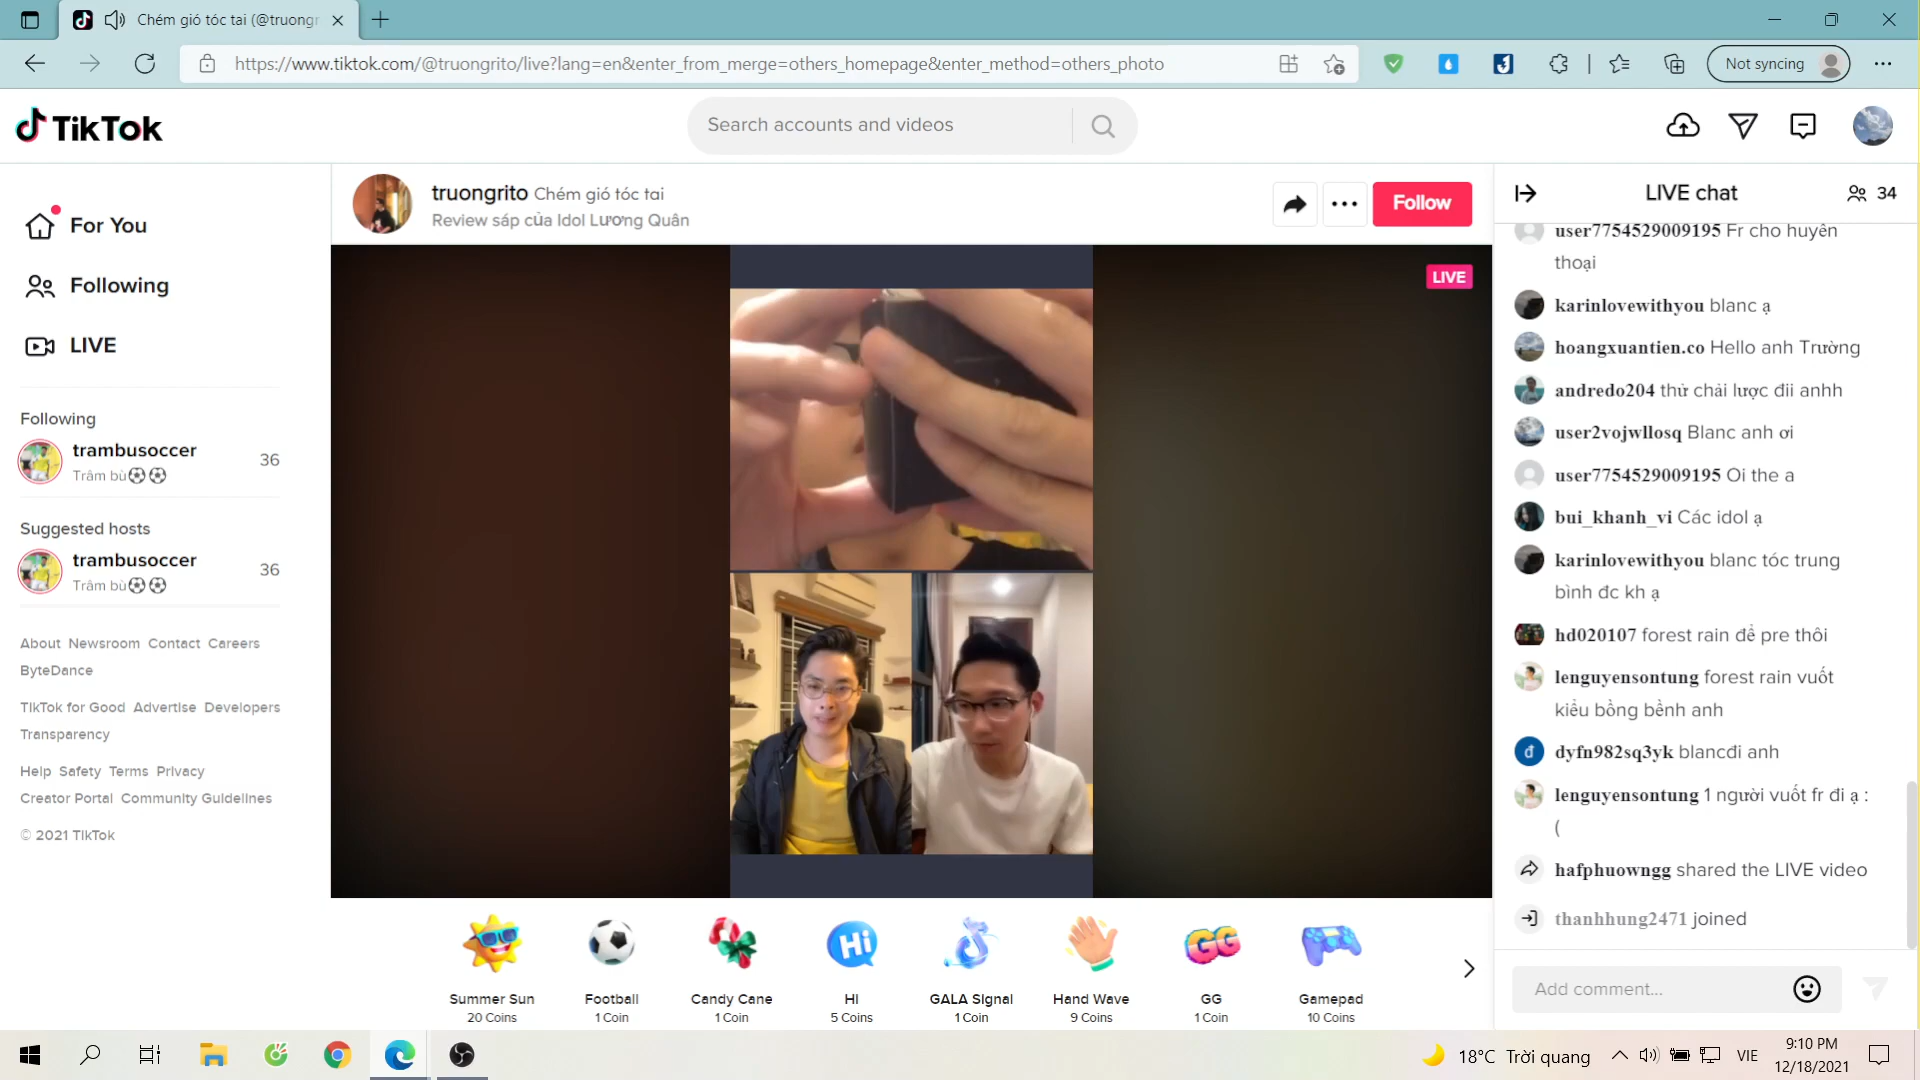 Chém gió tóc tai (@truongr
https://www.tiktok.com/@truongrito/live?lang=en&enter_from_merge=others_homepage&enter_method=others_photo
Not syncing
TikTok
Search accounts and videos
For You
Following
LIVE
Following
trambusoccer
36
Trâm bù⚽⚽
Suggested hosts
trambusoccer
36
Trâm bù⚽⚽
About Newsroom Contact Careers
ByteDance
TikTok for Good Advertise Developers
Transparency
Help Safety Terms Privacy
Creator Portal Community Guidelines
© 2021 TikTok
truongrito Chém gió tóc tai
Review sáp của Idol Lương Quân
Follow
LIVE
Summer Sun
20 Coins
Football
1 Coin
Candy Cane
1 Coin
Hi
Hi
5 Coins
GALA Signal
1 Coin
Hand Wave
9 Coins
GG
GG
1 Coin
Gamepad
10 Coins
LIVE chat
34
user7754529009195 Fr cho huyền
thoại
karinlovewithyou blanc ạ
hoangxuantien.co Hello anh Trường
andredo204 thử chải lược đii anhh
user2vojwllosq Blanc anh ơi
user7754529009195 Oi the a
bui_khanh_vi Các idol ạ
karinlovewithyou blanc tóc trung
bình đc kh ạ
hd020107 forest rain để pre thôi
lenguyensontung forest rain vuốt
kiểu bồng bềnh anh
đ
dyfn982sq3yk blancđi anh
lenguyensontung 1 người vuốt fr đi ạ :
(
hafphuowngg shared the LIVE video
thanhhung2471 joined
Add comment...
18°C Trời quang
VIE
9:10 PM
12/18/2021